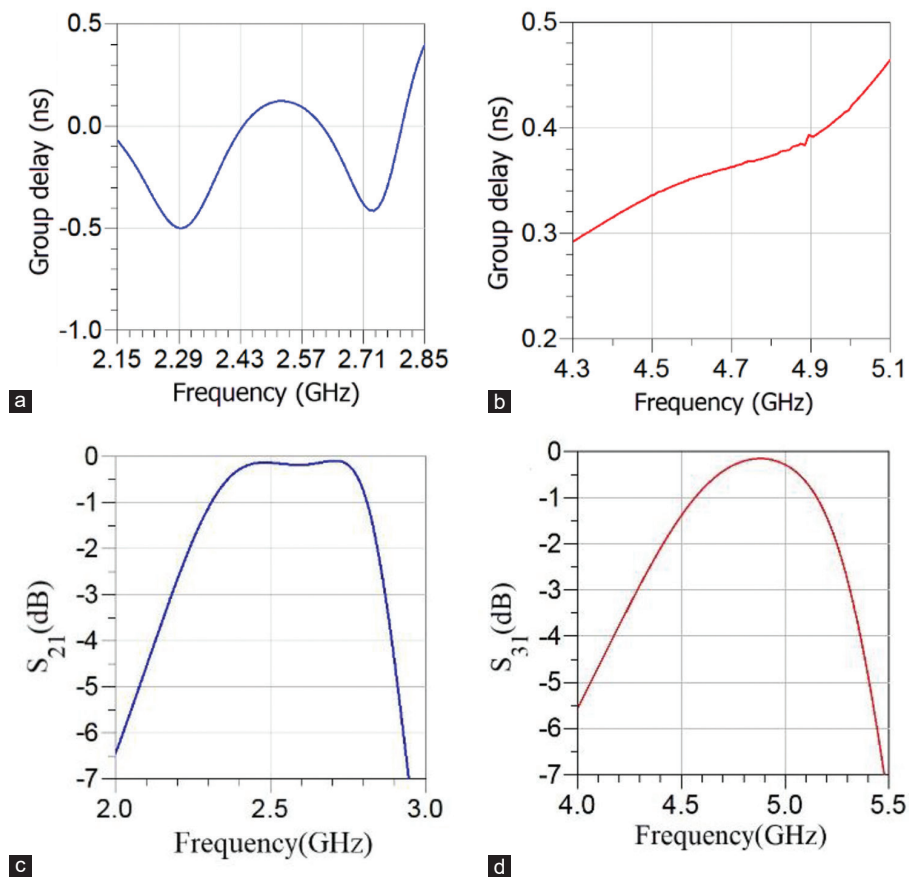 0.5
0.0
-0.5
-1.0
Group delay (ns)
2.15 2.29 2.43 2.57 2.71 2.85
Frequency (GHz)
a
0.5
0.4
0.3
0.2
Group delay (ns)
4.3 4.5 4.7 4.9 5.1
Frequency (GHz)
b
0
-1
-2
-3
-4
-5
-6
-7
S21(dB)
2.0 2.5 3.0
Frequency(GHz)
c
0
-1
-2
-3
-4
-5
-6
-7
S31(dB)
4.0 4.5 5.0 5.5
Frequency(GHz)
d